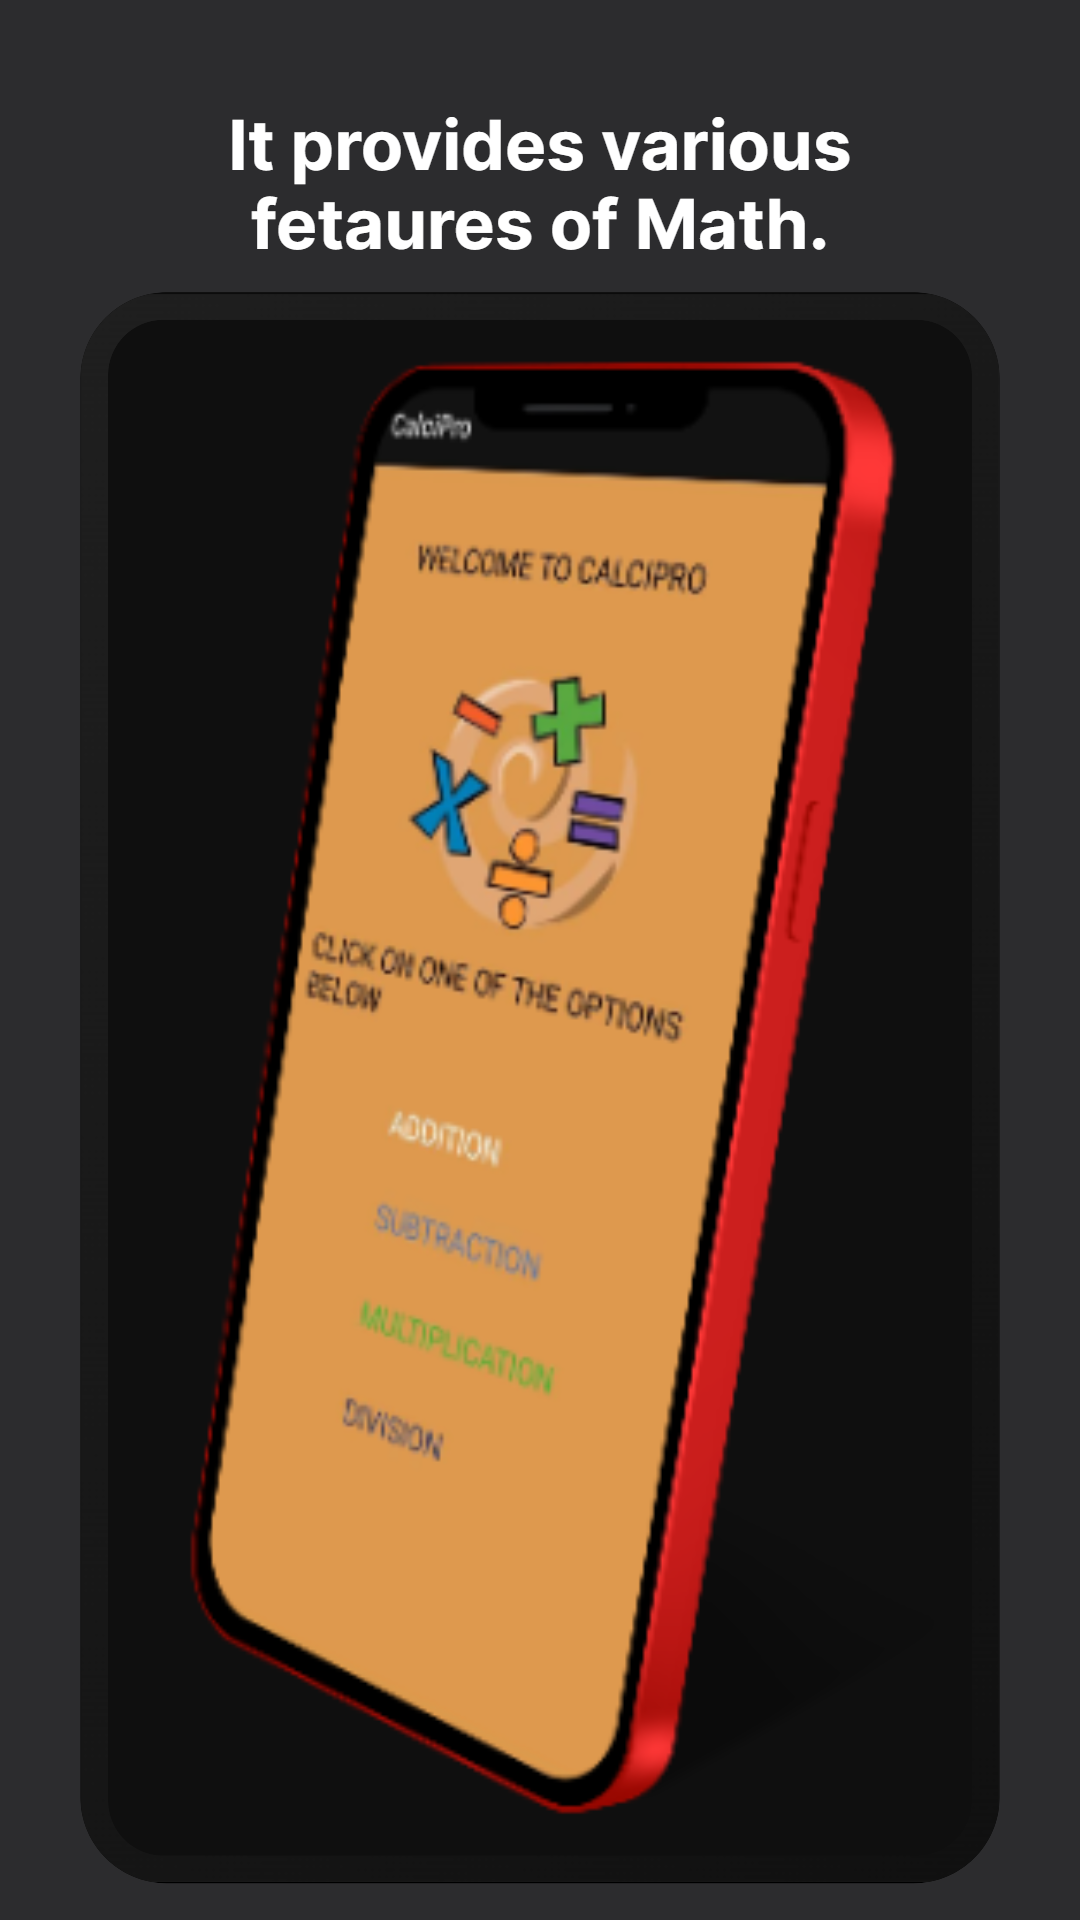 It provides various
fetaures of Math.
CalciPro
WELCOME TO CALCIPRO
CLICK ON ONE OF THE OPTIONS
BELOW
ADDITION
SUBTRACTION
MULTIPLICATION
DIVISION